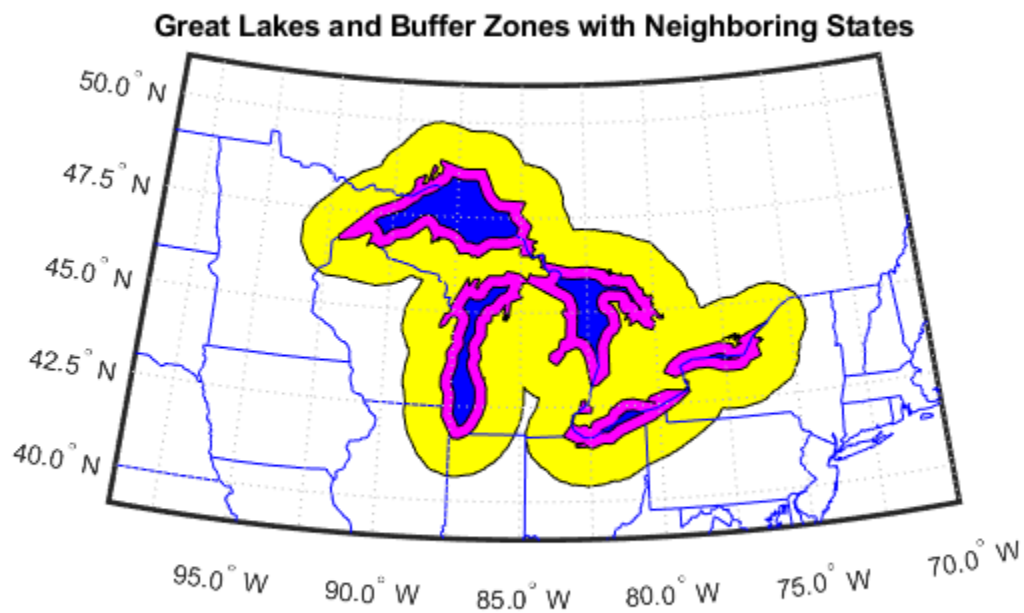 Great Lakes and Buffer Zones with Neighboring States
50.0° N
47.5° N
45.0° N
42.5° N
40.0° N
95.0° W
90.0° W
85.0° W
80.0° W
75.0° W
70.0° W